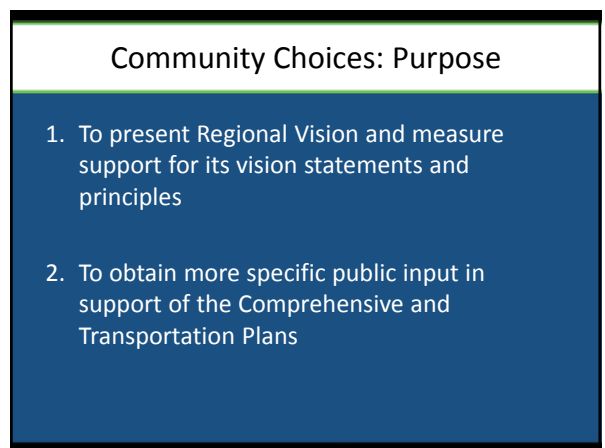 Community Choices: Purpose
1. To present Regional Vision and measure
support for its vision statements and
principles
2. To obtain more specific public input in
support of the Comprehensive and
Transportation Plans